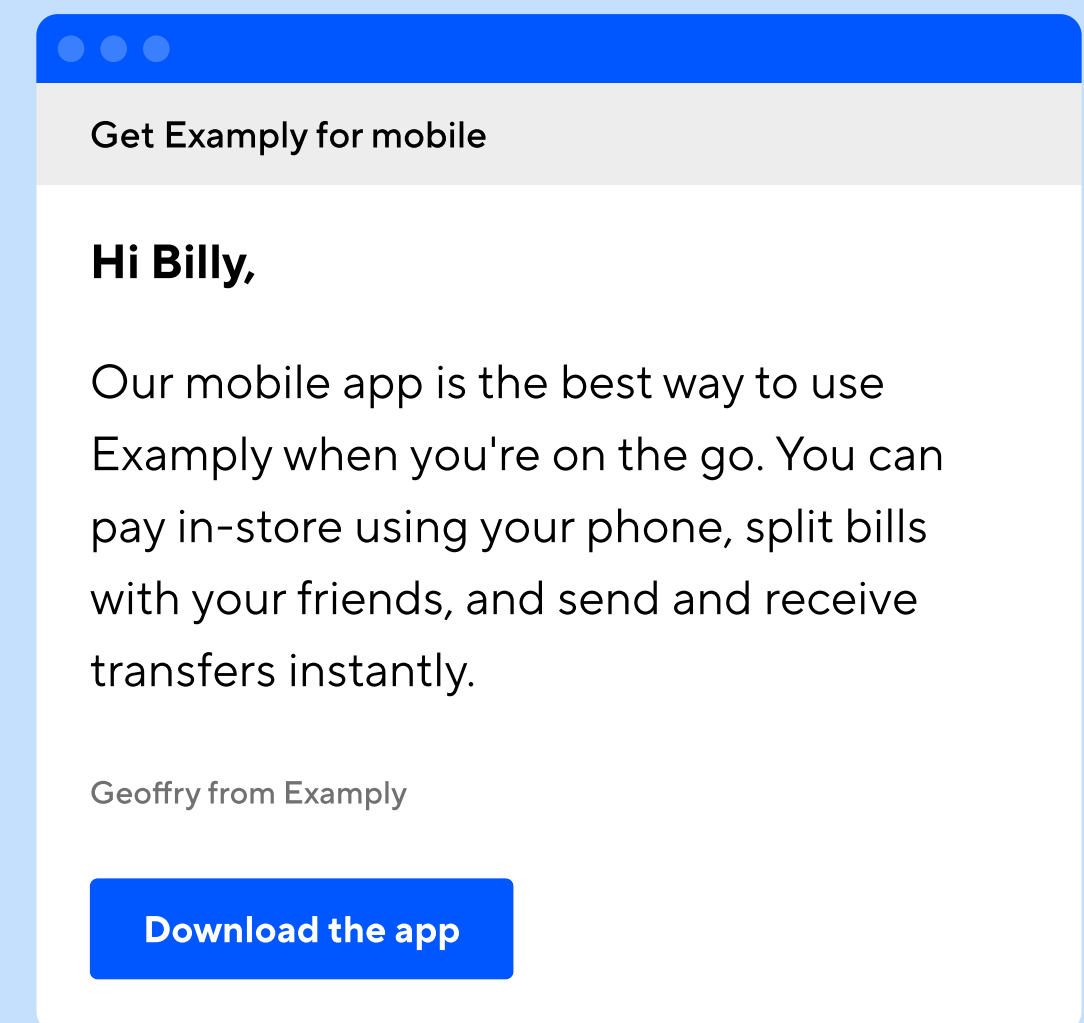 Get Examply for mobile
Hi Billy,
Our mobile app is the best way to use
Examply when you're on the go. You can
pay in-store using your phone, split bills
with your friends, and send and receive
transfers instantly.
Geoffry from Examply
Download the app